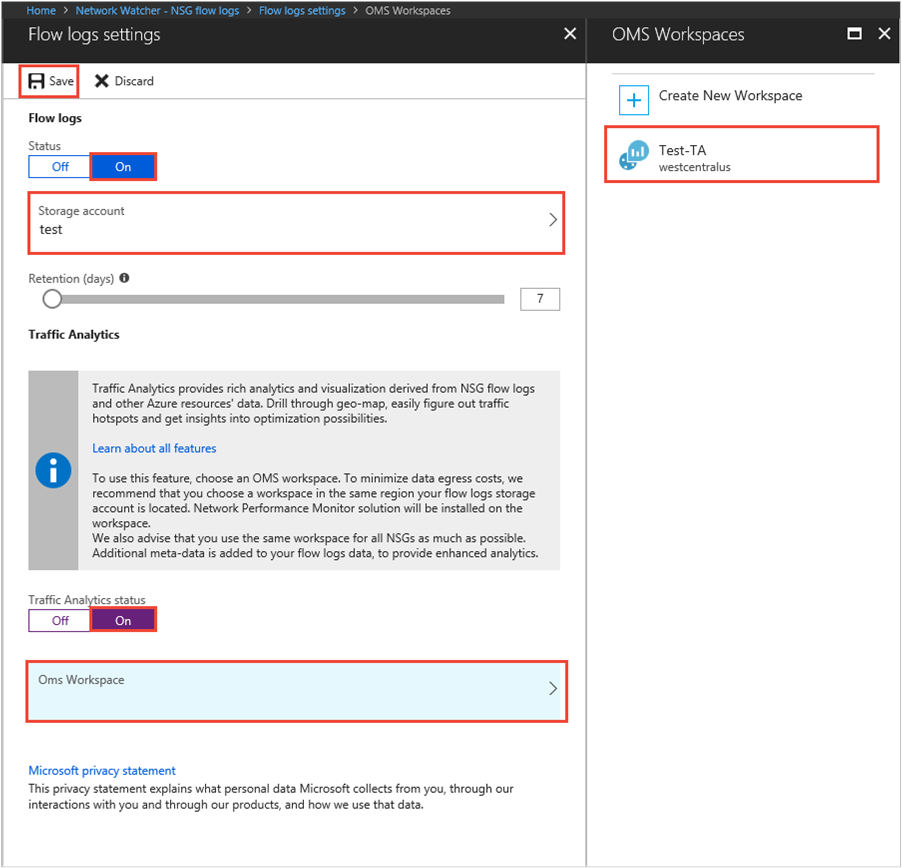 Home > Network Watcher - NSG flow logs > Flow logs settings > OMS Workspaces
Flow logs settings
Save Discard
Flow logs
Status
Off On
Storage account
test
Retention (days)
7
Traffic Analytics
Traffic Analytics provides rich analytics and visualization derived from NSG flow logs
and other Azure resources' data. Drill through geo-map, easily figure out traffic
hotspots and get insights into optimization possibilities.
Learn about all features
To use this feature, choose an OMS workspace. To minimize data egress costs, we
recommend that you choose a workspace in the same region your flow logs storage
account is located. Network Performance Monitor solution will be installed on the
workspace.
We also advise that you use the same workspace for all NSGs as much as possible.
Additional meta-data is added to your flow logs data, to provide enhanced analytics.
Traffic Analytics status
Off On
Oms Workspace
Microsoft privacy statement
This privacy statement explains what personal data Microsoft collects from you, through our
interactions with you and through our products, and how we use that data.
OMS Workspaces
Create New Workspace
Test-TA
westcentralus